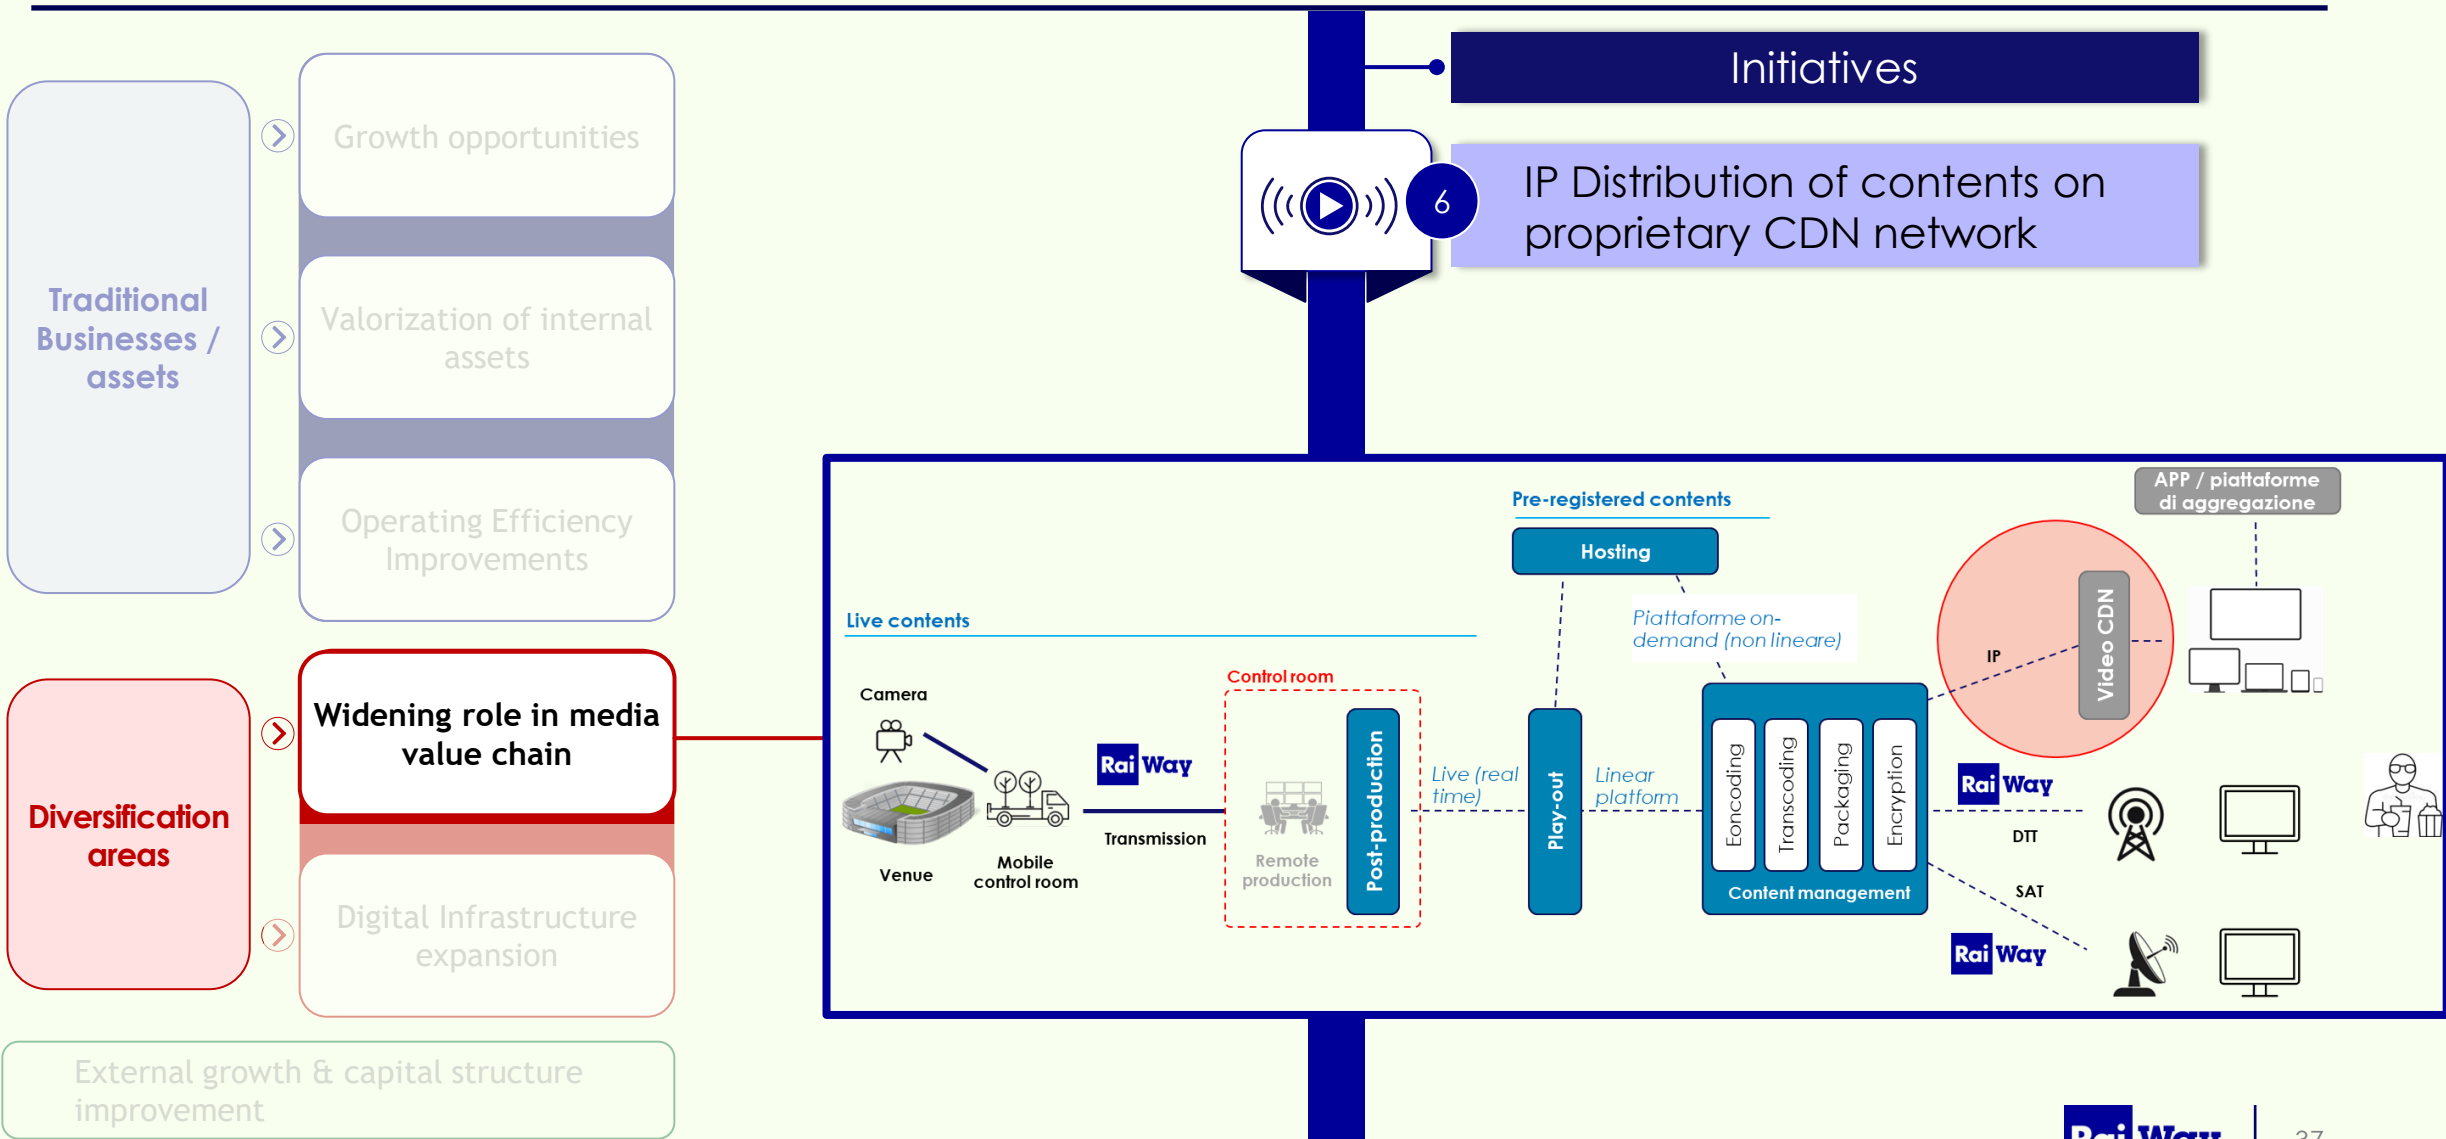 Initiatives
6
IP Distribution of contents on
proprietary CDN network
Traditional
Businesses /
assets
Growth opportunities
Valorization of internal
assets
Operating Efficiency
Improvements
Diversification
areas
Widening role in media
value chain
Digital Infrastructure
expansion
External growth & capital structure
improvement
Live contents
Camera
Venue
Mobile
control room
Rai Way
Transmission
Control room
Remote
production
Post-production
Live (real
time)
Pre-registered contents
Hosting
Piattaforme on-
demand (non lineare)
Play-out
Linear
platform
Eoncoding
Transcoding
Packaging
Encryption
Content management
APP / piattaforme
di aggregazione
IP
Video CDN
Rai Way
DTT
SAT
Rai Way
Rai Way
37